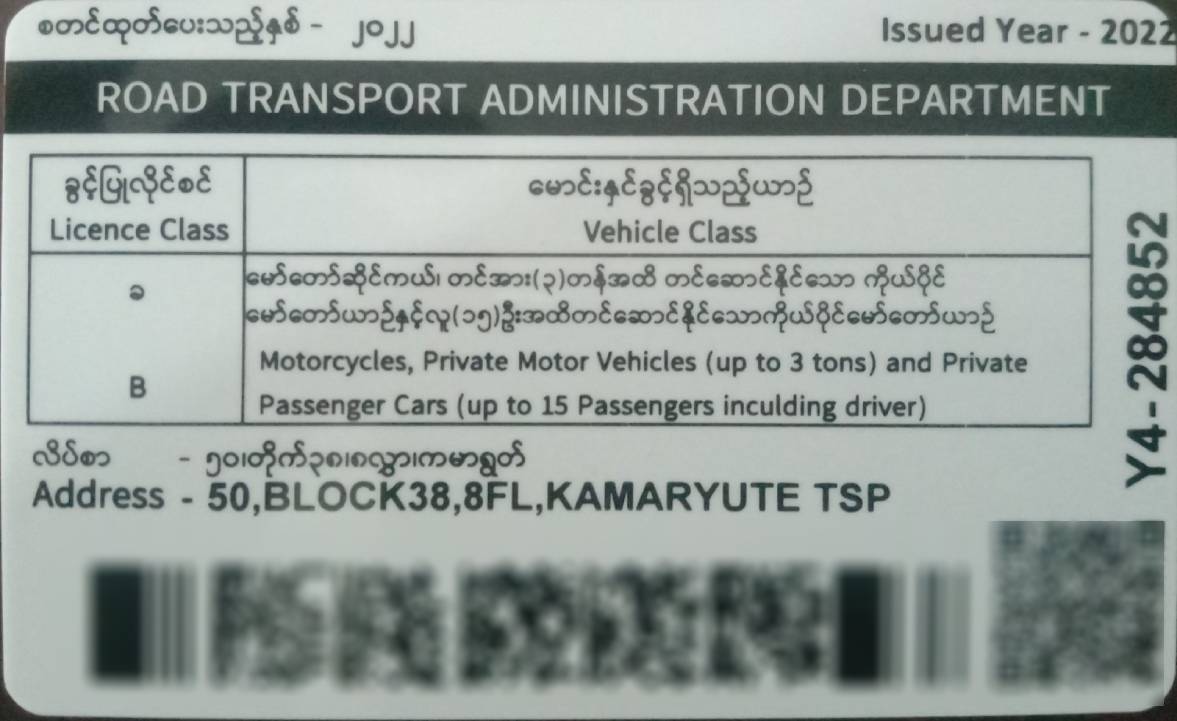 စတင်ထုတ်ပေးသည့်နှစ် - ၂၀၂၂
Issued Year - 2022
ROAD TRANSPORT ADMINISTRATION DEPARTMENT
ခွင့်ပြုလိုင်စင်
Licence Class
မောင်းနှင်ခွင့်ရှိသည့်ယာဉ်
Vehicle Class
ခ
မော်တော်ဆိုင်ကယ်၊ တင်အား(၃)တန်အထိ တင်ဆောင်နိုင်သော ကိုယ်ပိုင်
မော်တော်ယာဉ်နှင့်လူ(၁၅)ဦးအထိတင်ဆောင်နိုင်သောကိုယ်ပိုင်မော်တော်ယာဉ်
B
Motorcycles, Private Motor Vehicles (up to 3 tons) and Private
Passenger Cars (up to 15 Passengers inculding driver)
လိပ်စာ - ၅၀၊တိုက်၃၈၊၈လွှာ၊ကမာရွတ်
Address - 50,BLOCK38,8FL,KAMARYUTE TSP
Y4-284852